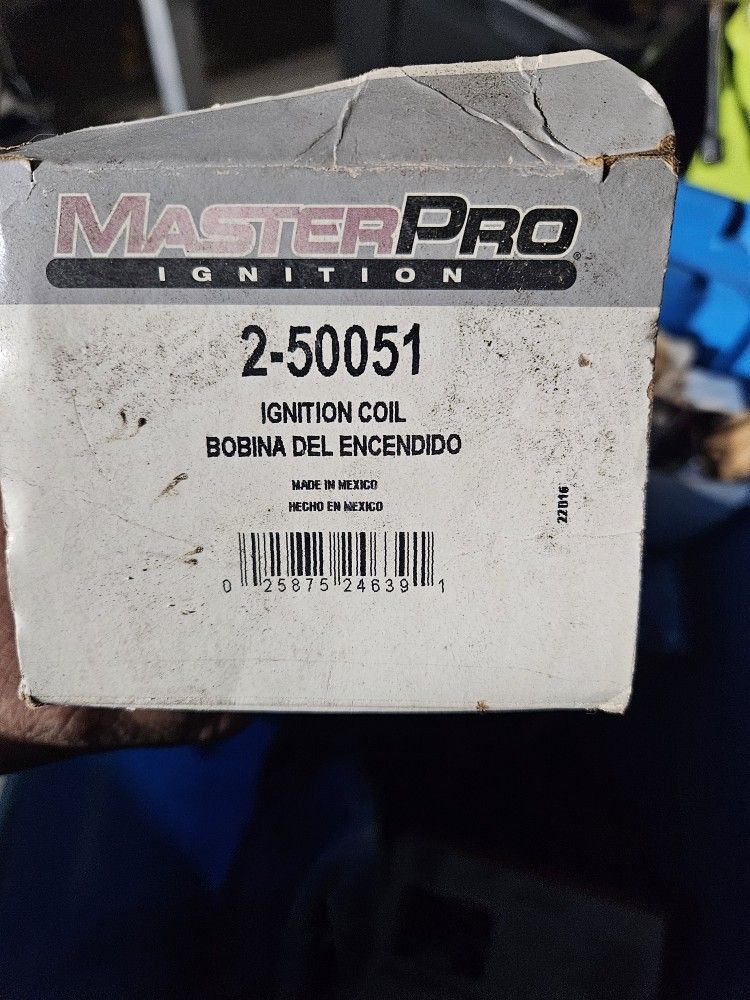 MASTERPRO®
IGNITION
2-50051
IGNITION COIL
BOBINA DEL ENCENDIDO
MADE IN MEXICO
HECHO EN MEXICO
22016
0 25875 24639 1